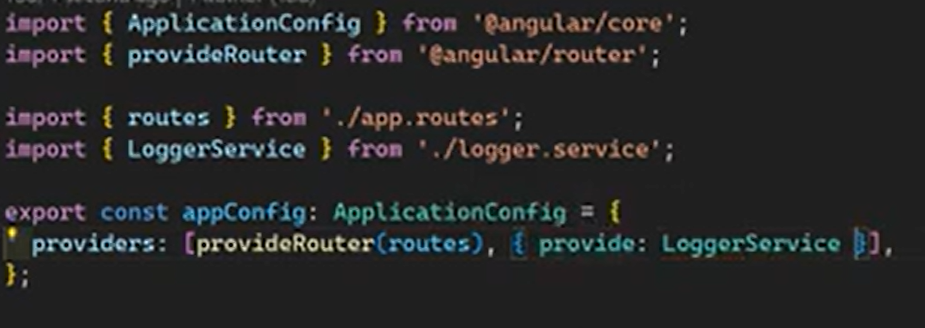 import { ApplicationConfig } from '@angular/core';
import { provideRouter } from '@angular/router';
import { routes } from './app.routes';
import { LoggerService } from './logger.service';
export const appConfig: ApplicationConfig = {
providers: [provideRouter(routes), { provide: LoggerService }],
};